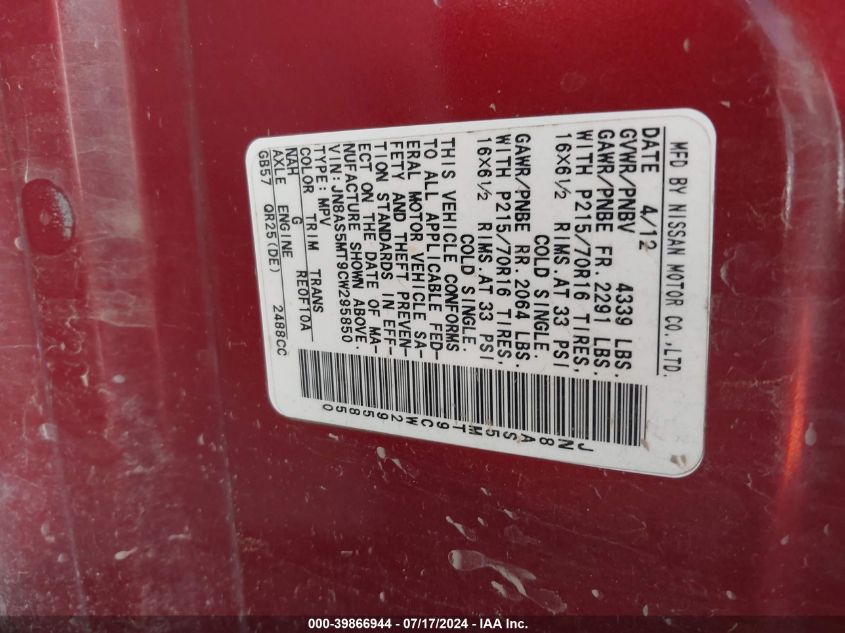 MFD BY NISSAN MOTOR CO.,LTD.
DATE 4/12
GVWR/PNBV 4339 LBS.
GAWR/PNBE FR. 2291 LBS.
WITH P215/70R16 TIRES,
16X6½ RIMS.AT 33 PSI
COLD SINGLE.
GAWR/PNBE RR. 2064 LBS.
WITH P215/70R16 TIRES,
16X6½ RIMS.AT 33 PSI
COLD SINGLE.
THIS VEHICLE CONFORMS
TO ALL APPLICABLE FED-
ERAL MOTOR VEHICLE SA-
FETY AND THEFT PREVEN-
TION STANDARDS IN EFF-
ECT ON THE DATE OF MA-
NUFACTURE SHOWN ABOVE.
VIN:JN8AS5MT9CW295850
TYPE: MPV
COLOR TRIM TRANS
NAH G RE0F10A
AXLE ENGINE
GB57 QR25(DE) 2488CC
JN8AS5MT9CW295850
000-39866944 - 07/17/2024 - IAA Inc.